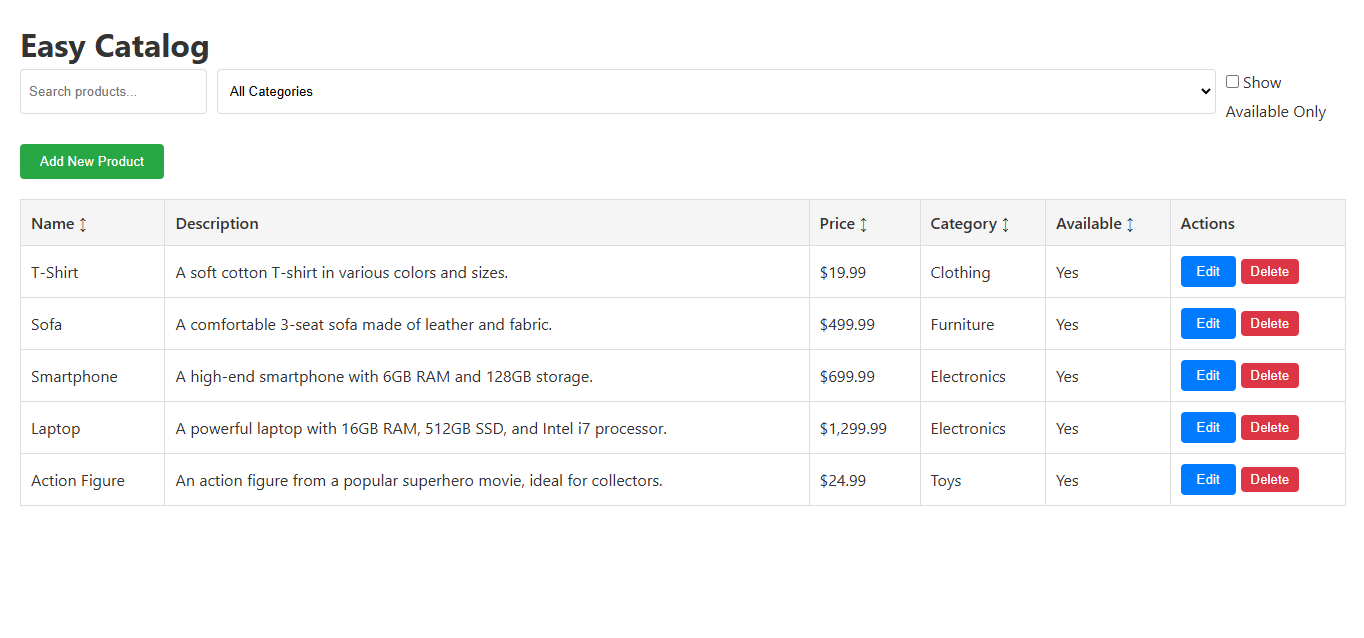 Easy Catalog
Search products... All Categories Show
Available Only
Add New Product
Name ↕ Description Price ↕ Category ↕ Available ↕ Actions
T-Shirt A soft cotton T-shirt in various colors and sizes. $19.99 Clothing Yes Edit Delete
Sofa A comfortable 3-seat sofa made of leather and fabric. $499.99 Furniture Yes Edit Delete
Smartphone A high-end smartphone with 6GB RAM and 128GB storage. $699.99 Electronics Yes Edit Delete
Laptop A powerful laptop with 16GB RAM, 512GB SSD, and Intel i7 processor. $1,299.99 Electronics Yes Edit Delete
Action Figure An action figure from a popular superhero movie, ideal for collectors. $24.99 Toys Yes Edit Delete